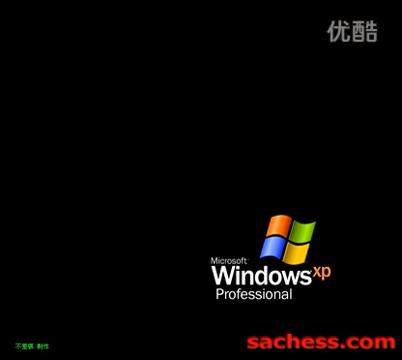 优酷
Microsoft
Windows xp
Professional
sachess.com